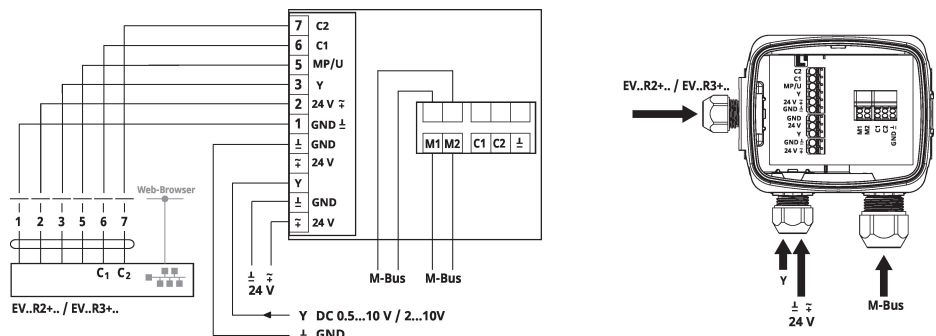 7 C2
6 C1
5 MP/U
3 Y
2 24 V ⏦
1 GND ⊥
⊥ GND
⏦ 24 V
Y
⊥ GND
⏦ 24 V
M1 M2 C1 C2 ⊥
Web-Browser
1 2 3 5 6 7
C1 C2
EV..R2+.. / EV..R3+..
⊥ ~+
24 V
M-Bus M-Bus
Y DC 0.5...10 V / 2...10V
⊥ GND
EV..R2+.. / EV..R3+..
C2
C1
MP/U
Y
24 V ~+
GND ⊥
GND
24 V
Y
GND ⊥
24 V ~+
M1
M2
C1
C2
GND ⊥
Y
⊥ ~+
24 V
M-Bus